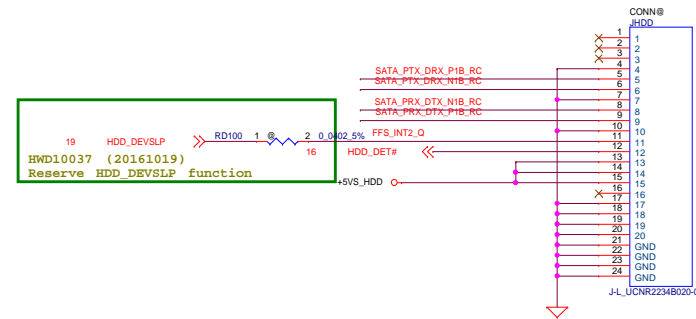 CONN@
JHDD
1 1
2 2
3 3
4 4
SATA_PTX_DRX_P1B_RC 5 5
SATA_PTX_DRX_N1B_RC 6 6
7 7
SATA_PRX_DTX_N1B_RC 8 8
SATA_PRX_DTX_P1B_RC 9 9
10 10
19 HDD_DEVSLP RD100 1 @ 2 0_0402_5% FFS_INT2_Q 11 11
16 HDD_DET# 12 12
HWD10037 (20161019)
Reserve HDD_DEVSLP function
13 13
14 14
+5VS_HDD 15 15
16 16
17 17
18 18
19 19
20 20
21 GND
22 GND
23 GND
24 GND